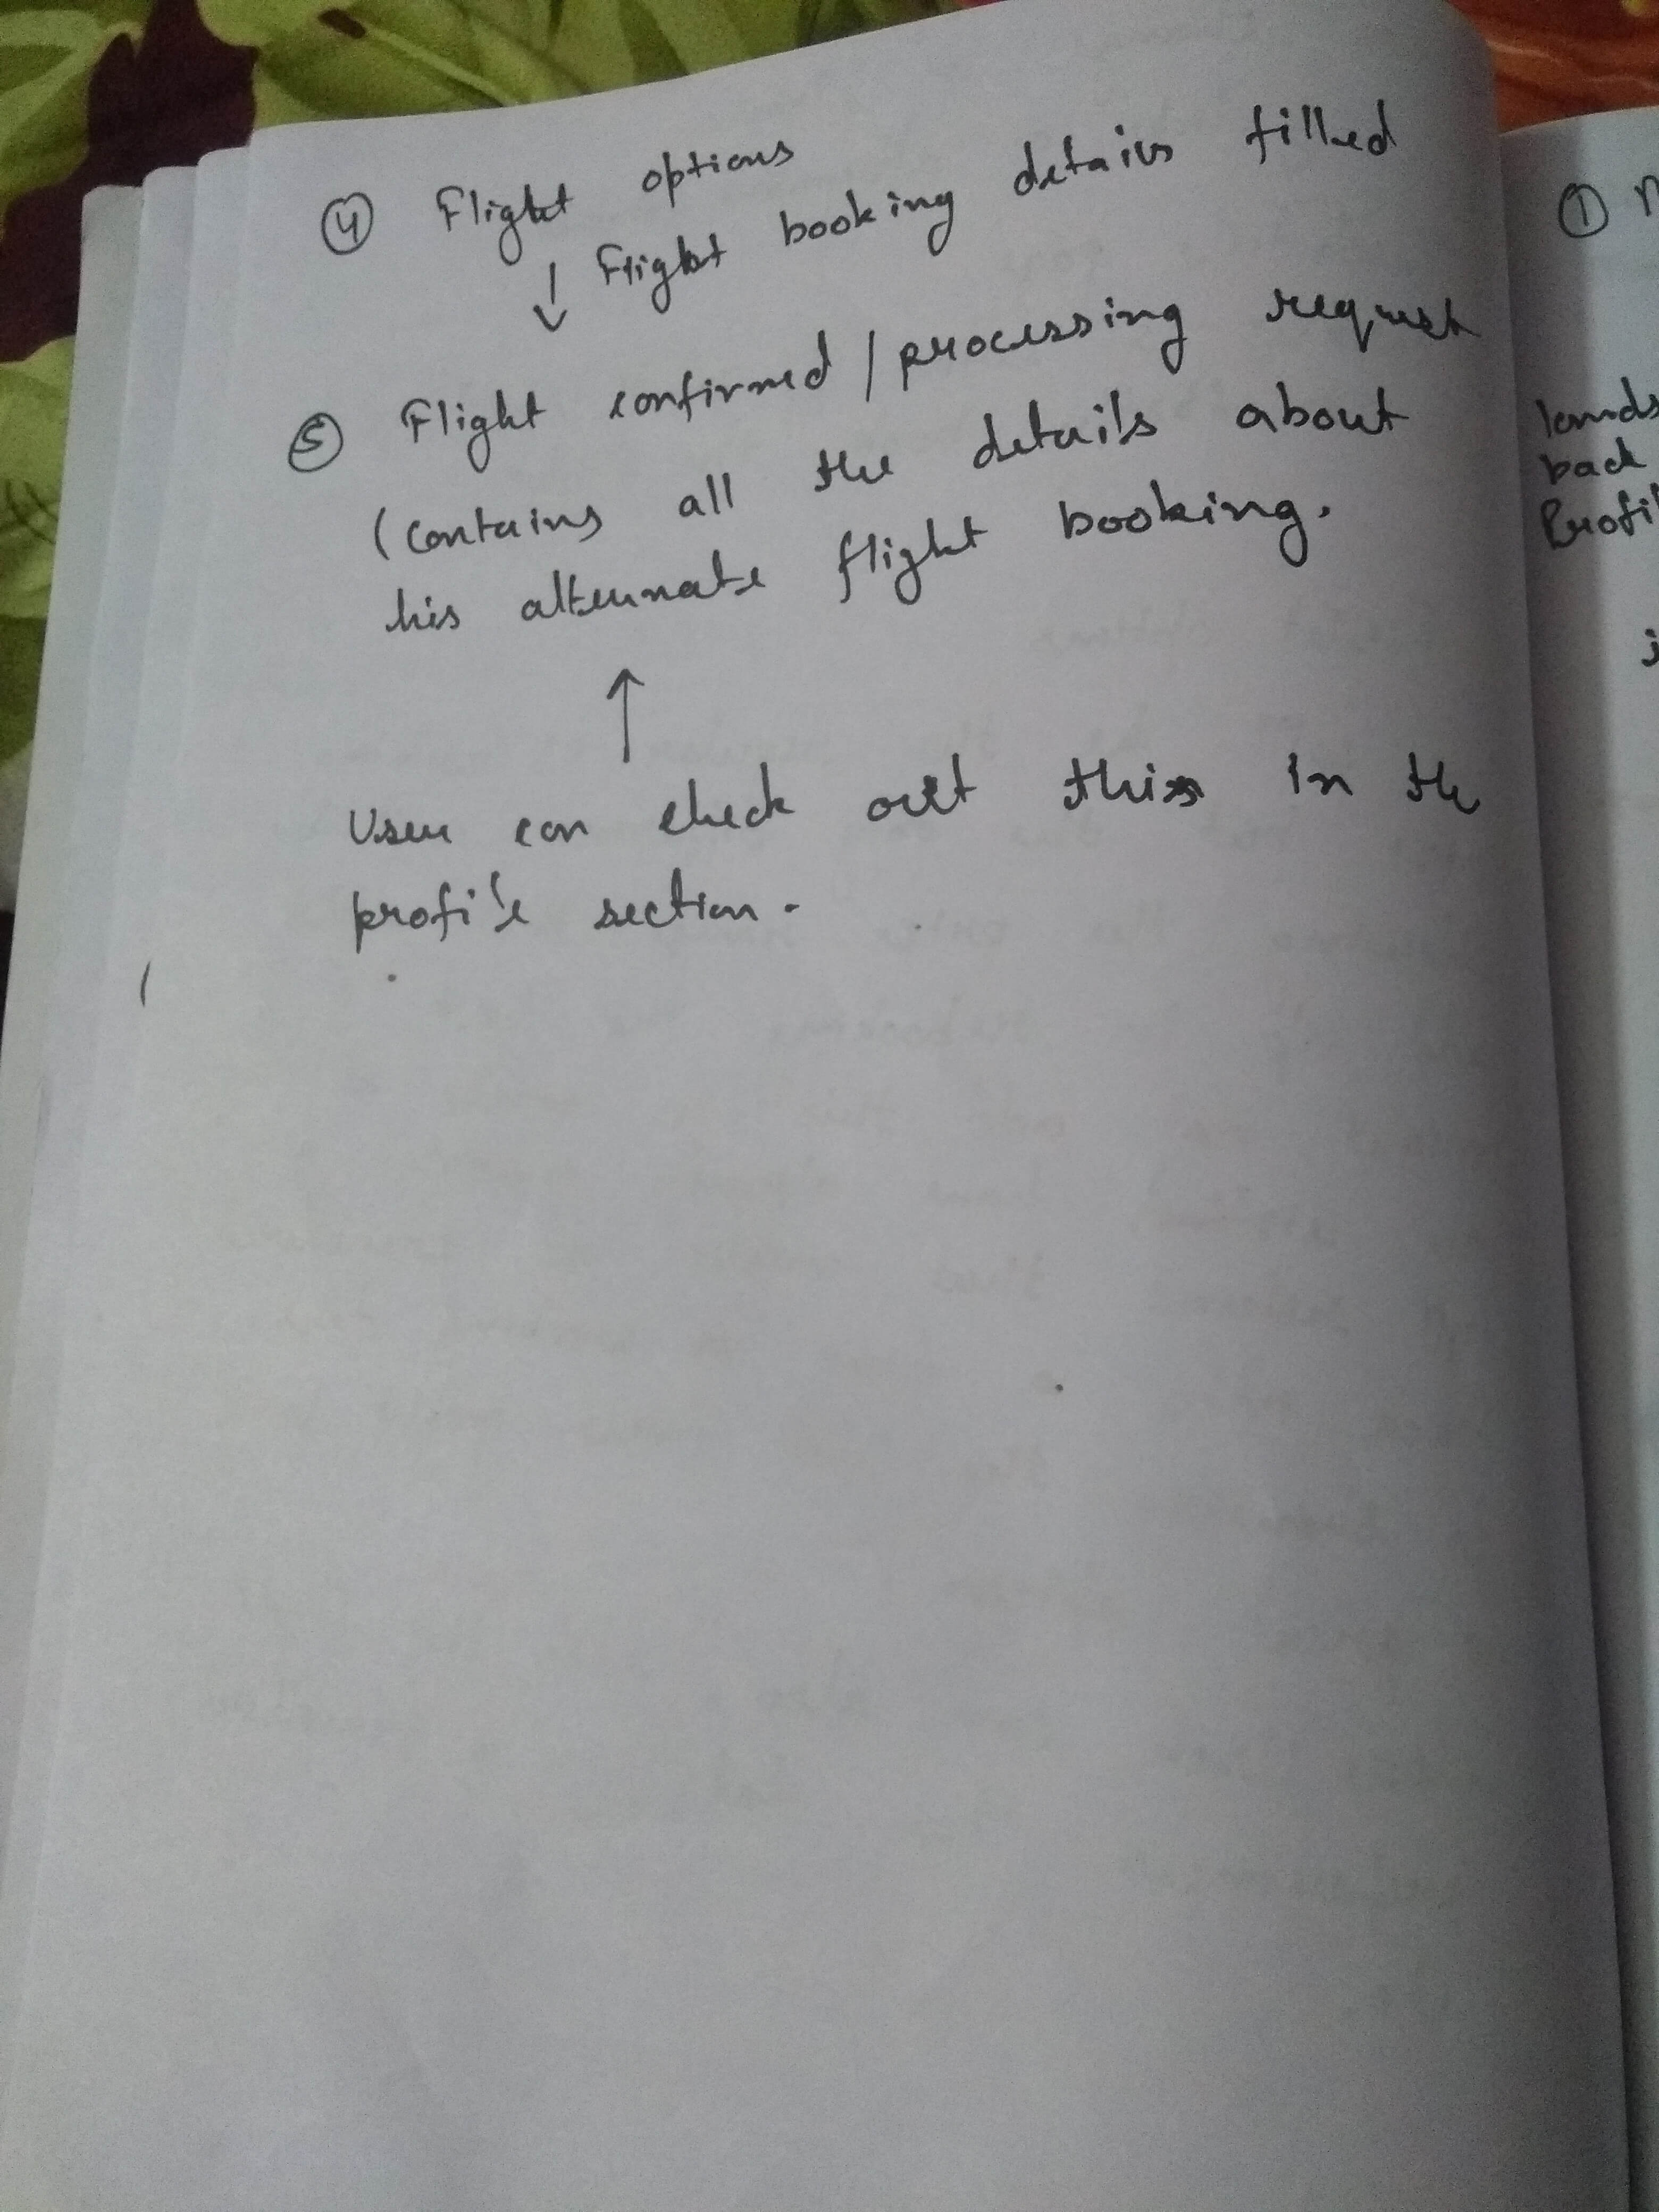 ④ Flight options
↓ Flight booking details filled
⑤ Flight confirmed / processing request
(contains all the details about
his alternate flight booking.
↑
User can check out this in the
profile section.
①
lands
back